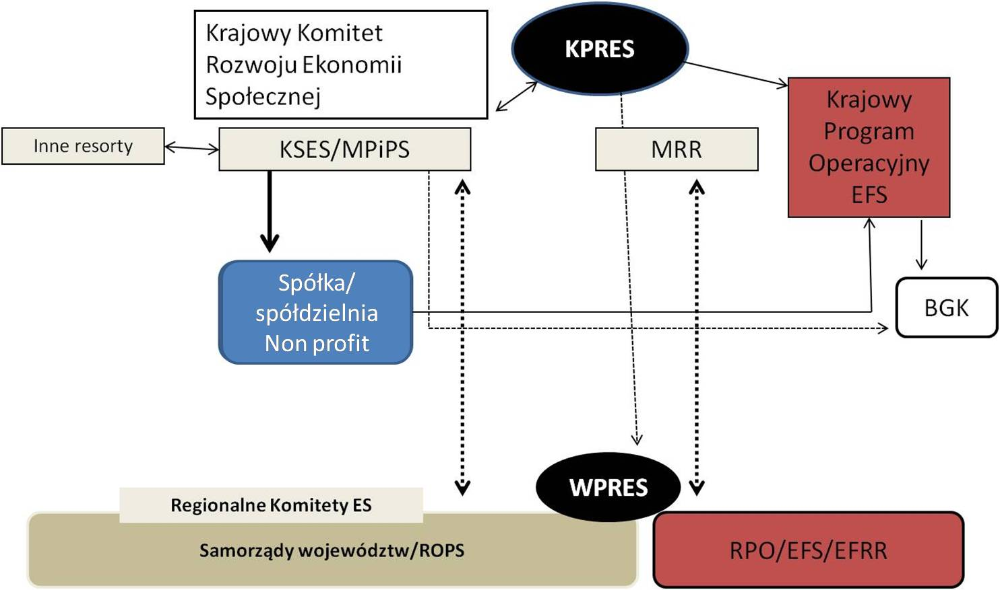 Krajowy Komitet
Rozwoju Ekonomii
Społecznej
KPRES
Krajowy
Program
Operacyjny
EFS
Inne resorty
KSES/MPiPS
MRR
Spółka/
spółdzielnia
Non profit
BGK
WPRES
Regionalne Komitety ES
Samorządy województw/ROPS
RPO/EFS/EFRR